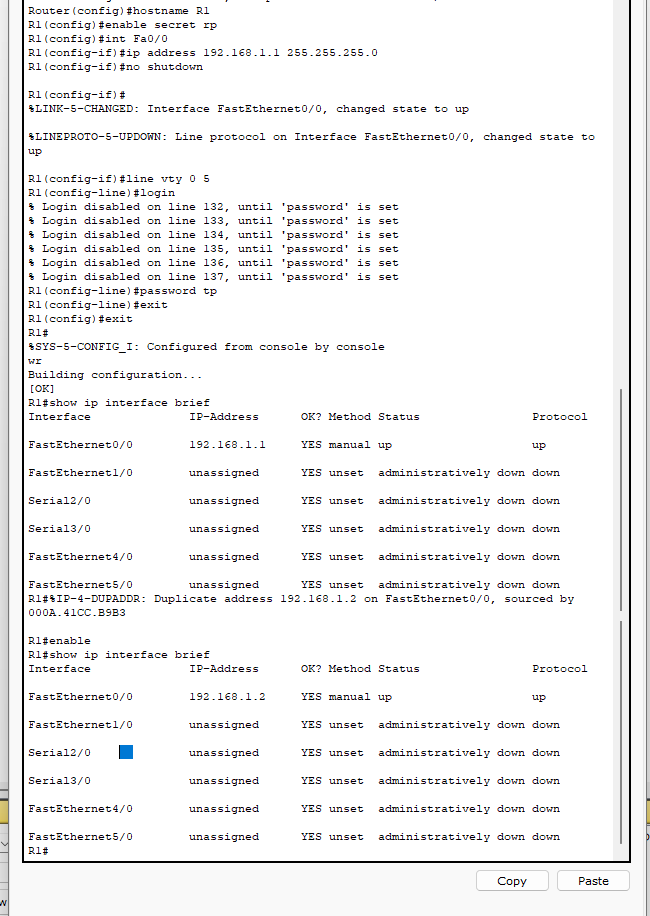 Router(config)#hostname R1
R1(config)#enable secret rp
R1(config)#int Fa0/0
R1(config-if)#ip address 192.168.1.1 255.255.255.0
R1(config-if)#no shutdown
R1(config-if)#
%LINK-5-CHANGED: Interface FastEthernet0/0, changed state to up
%LINEPROTO-5-UPDOWN: Line protocol on Interface FastEthernet0/0, changed state to
up
R1(config-if)#line vty 0 5
R1(config-line)#login
% Login disabled on line 132, until 'password' is set
% Login disabled on line 133, until 'password' is set
% Login disabled on line 134, until 'password' is set
% Login disabled on line 135, until 'password' is set
% Login disabled on line 136, until 'password' is set
% Login disabled on line 137, until 'password' is set
R1(config-line)#password tp
R1(config-line)#exit
R1(config)#exit
R1#
%SYS-5-CONFIG_I: Configured from console by console
wr
Building configuration...
[OK]
R1#show ip interface brief
Interface IP-Address OK? Method Status Protocol
FastEthernet0/0 192.168.1.1 YES manual up up
FastEthernet1/0 unassigned YES unset administratively down down
Serial2/0 unassigned YES unset administratively down down
Serial3/0 unassigned YES unset administratively down down
FastEthernet4/0 unassigned YES unset administratively down down
FastEthernet5/0 unassigned YES unset administratively down down
R1#%IP-4-DUPADDR: Duplicate address 192.168.1.2 on FastEthernet0/0, sourced by
000A.41CC.B9B3
R1#enable
R1#show ip interface brief
Interface IP-Address OK? Method Status Protocol
FastEthernet0/0 192.168.1.2 YES manual up up
FastEthernet1/0 unassigned YES unset administratively down down
Serial2/0 unassigned YES unset administratively down down
Serial3/0 unassigned YES unset administratively down down
FastEthernet4/0 unassigned YES unset administratively down down
FastEthernet5/0 unassigned YES unset administratively down down
R1#
Copy Paste